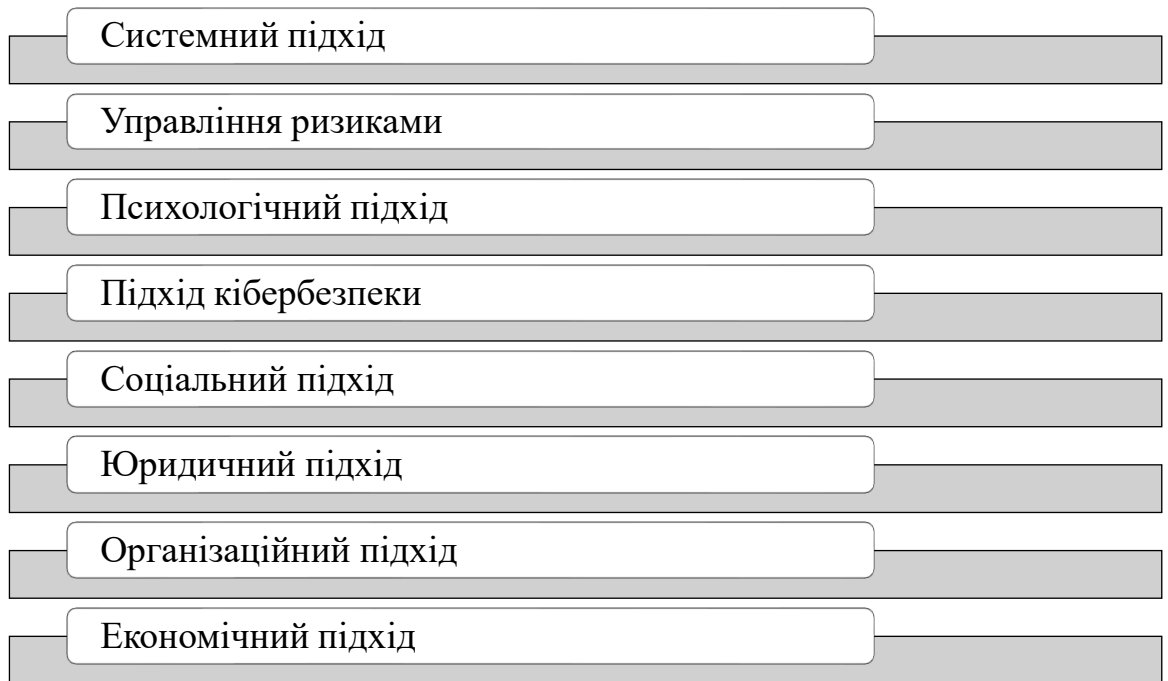 Системний підхід
Управління ризиками
Психологічний підхід
Підхід кібербезпеки
Соціальний підхід
Юридичний підхід
Організаційний підхід
Економічний підхід